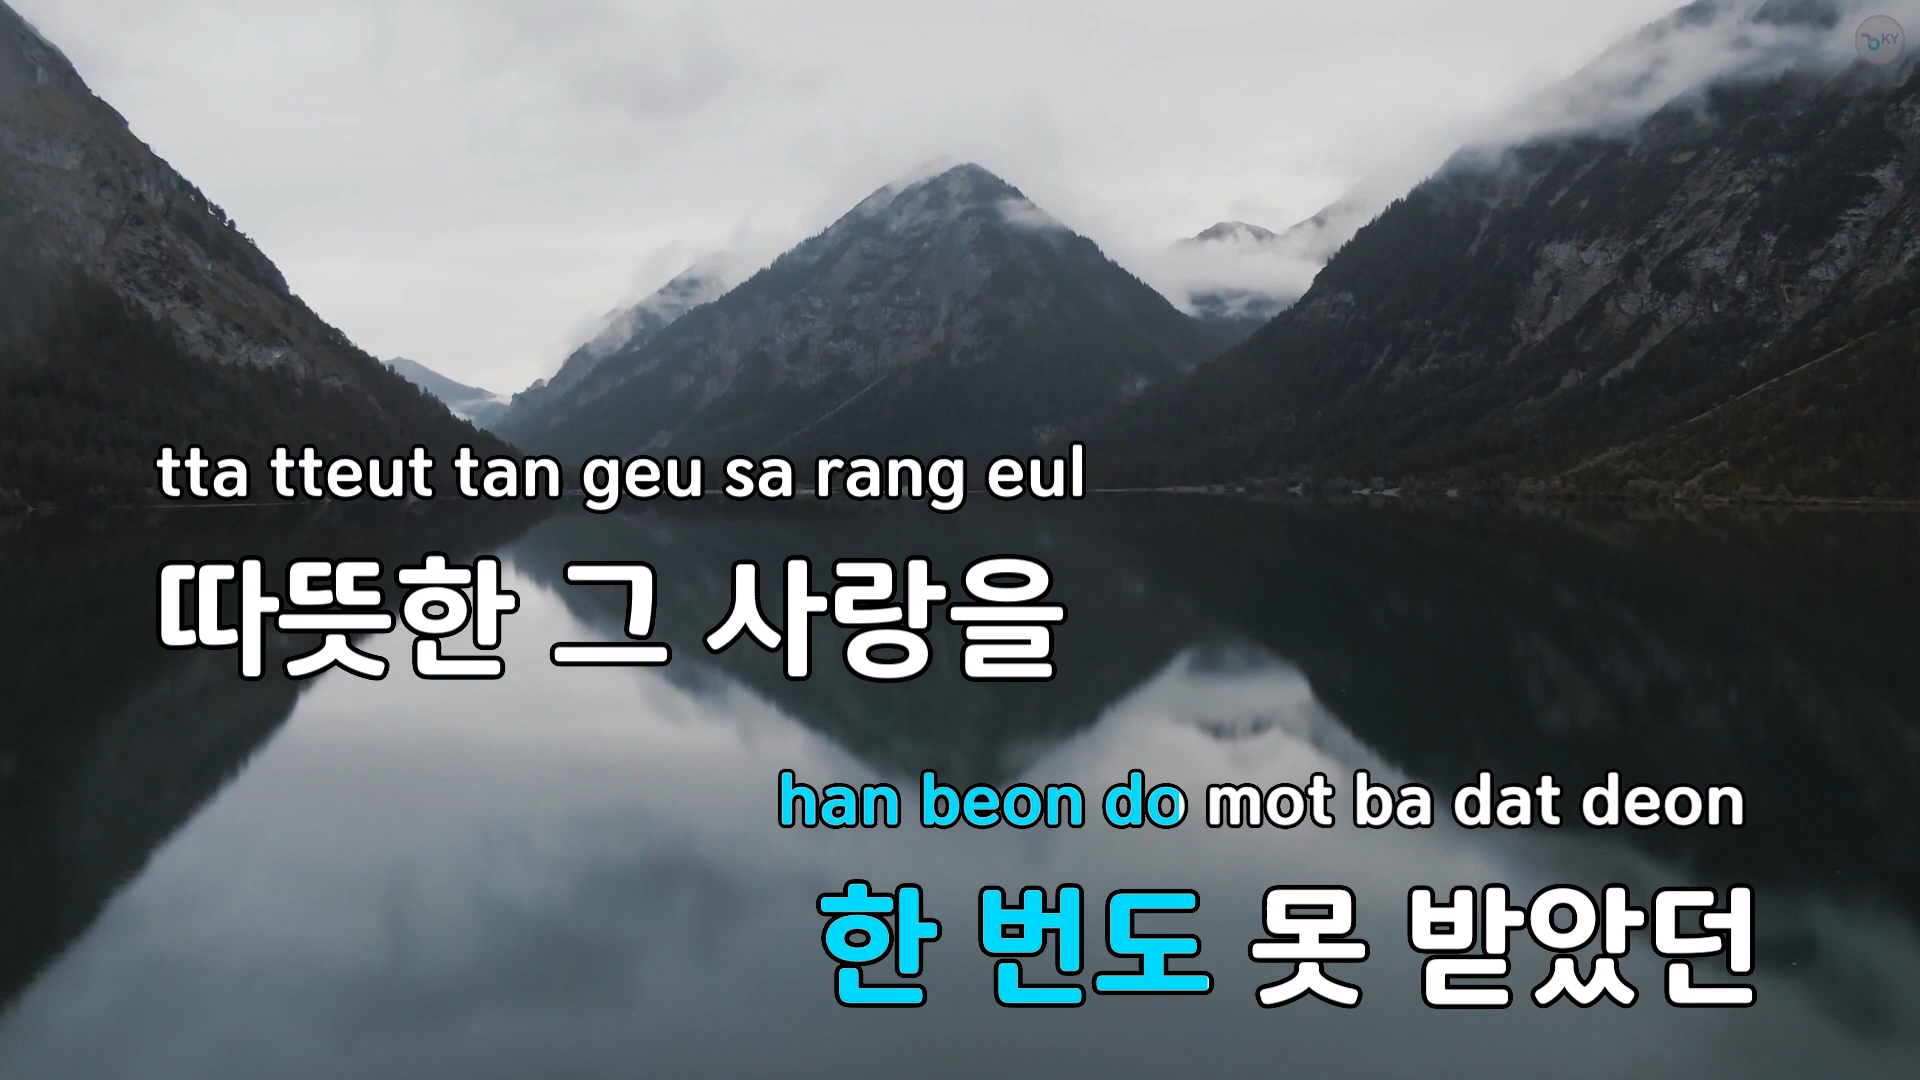 KY
tta tteut tan geu sa rang eul
따뜻한 그 사랑을
han beon do mot ba dat deon
한 번도 못 받았던